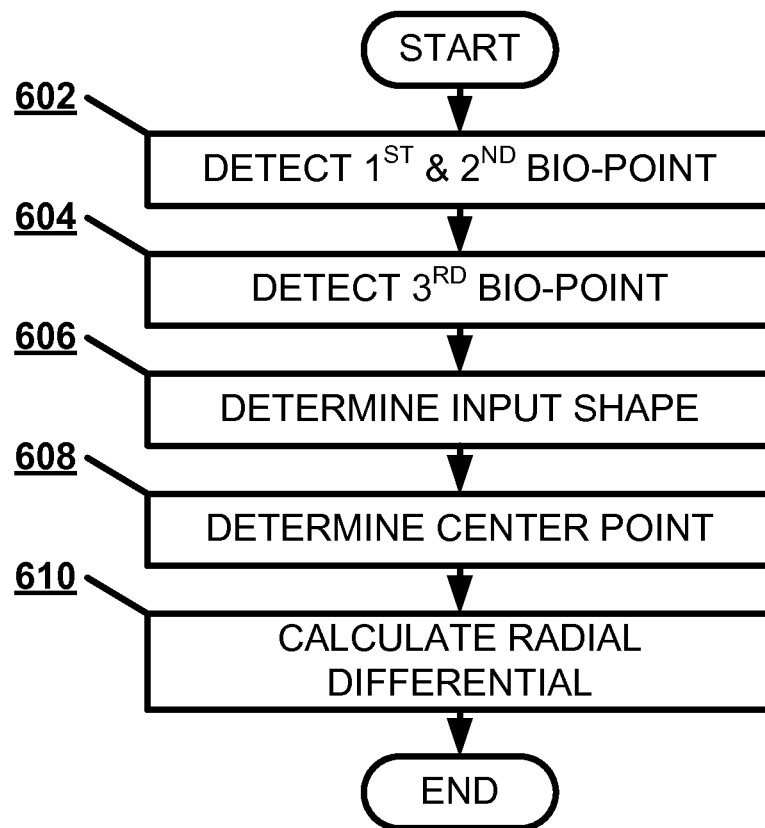 START
602
DETECT 1ST & 2ND BIO-POINT
604
DETECT 3RD BIO-POINT
606
DETERMINE INPUT SHAPE
608
DETERMINE CENTER POINT
610
CALCULATE RADIAL
DIFFERENTIAL
END